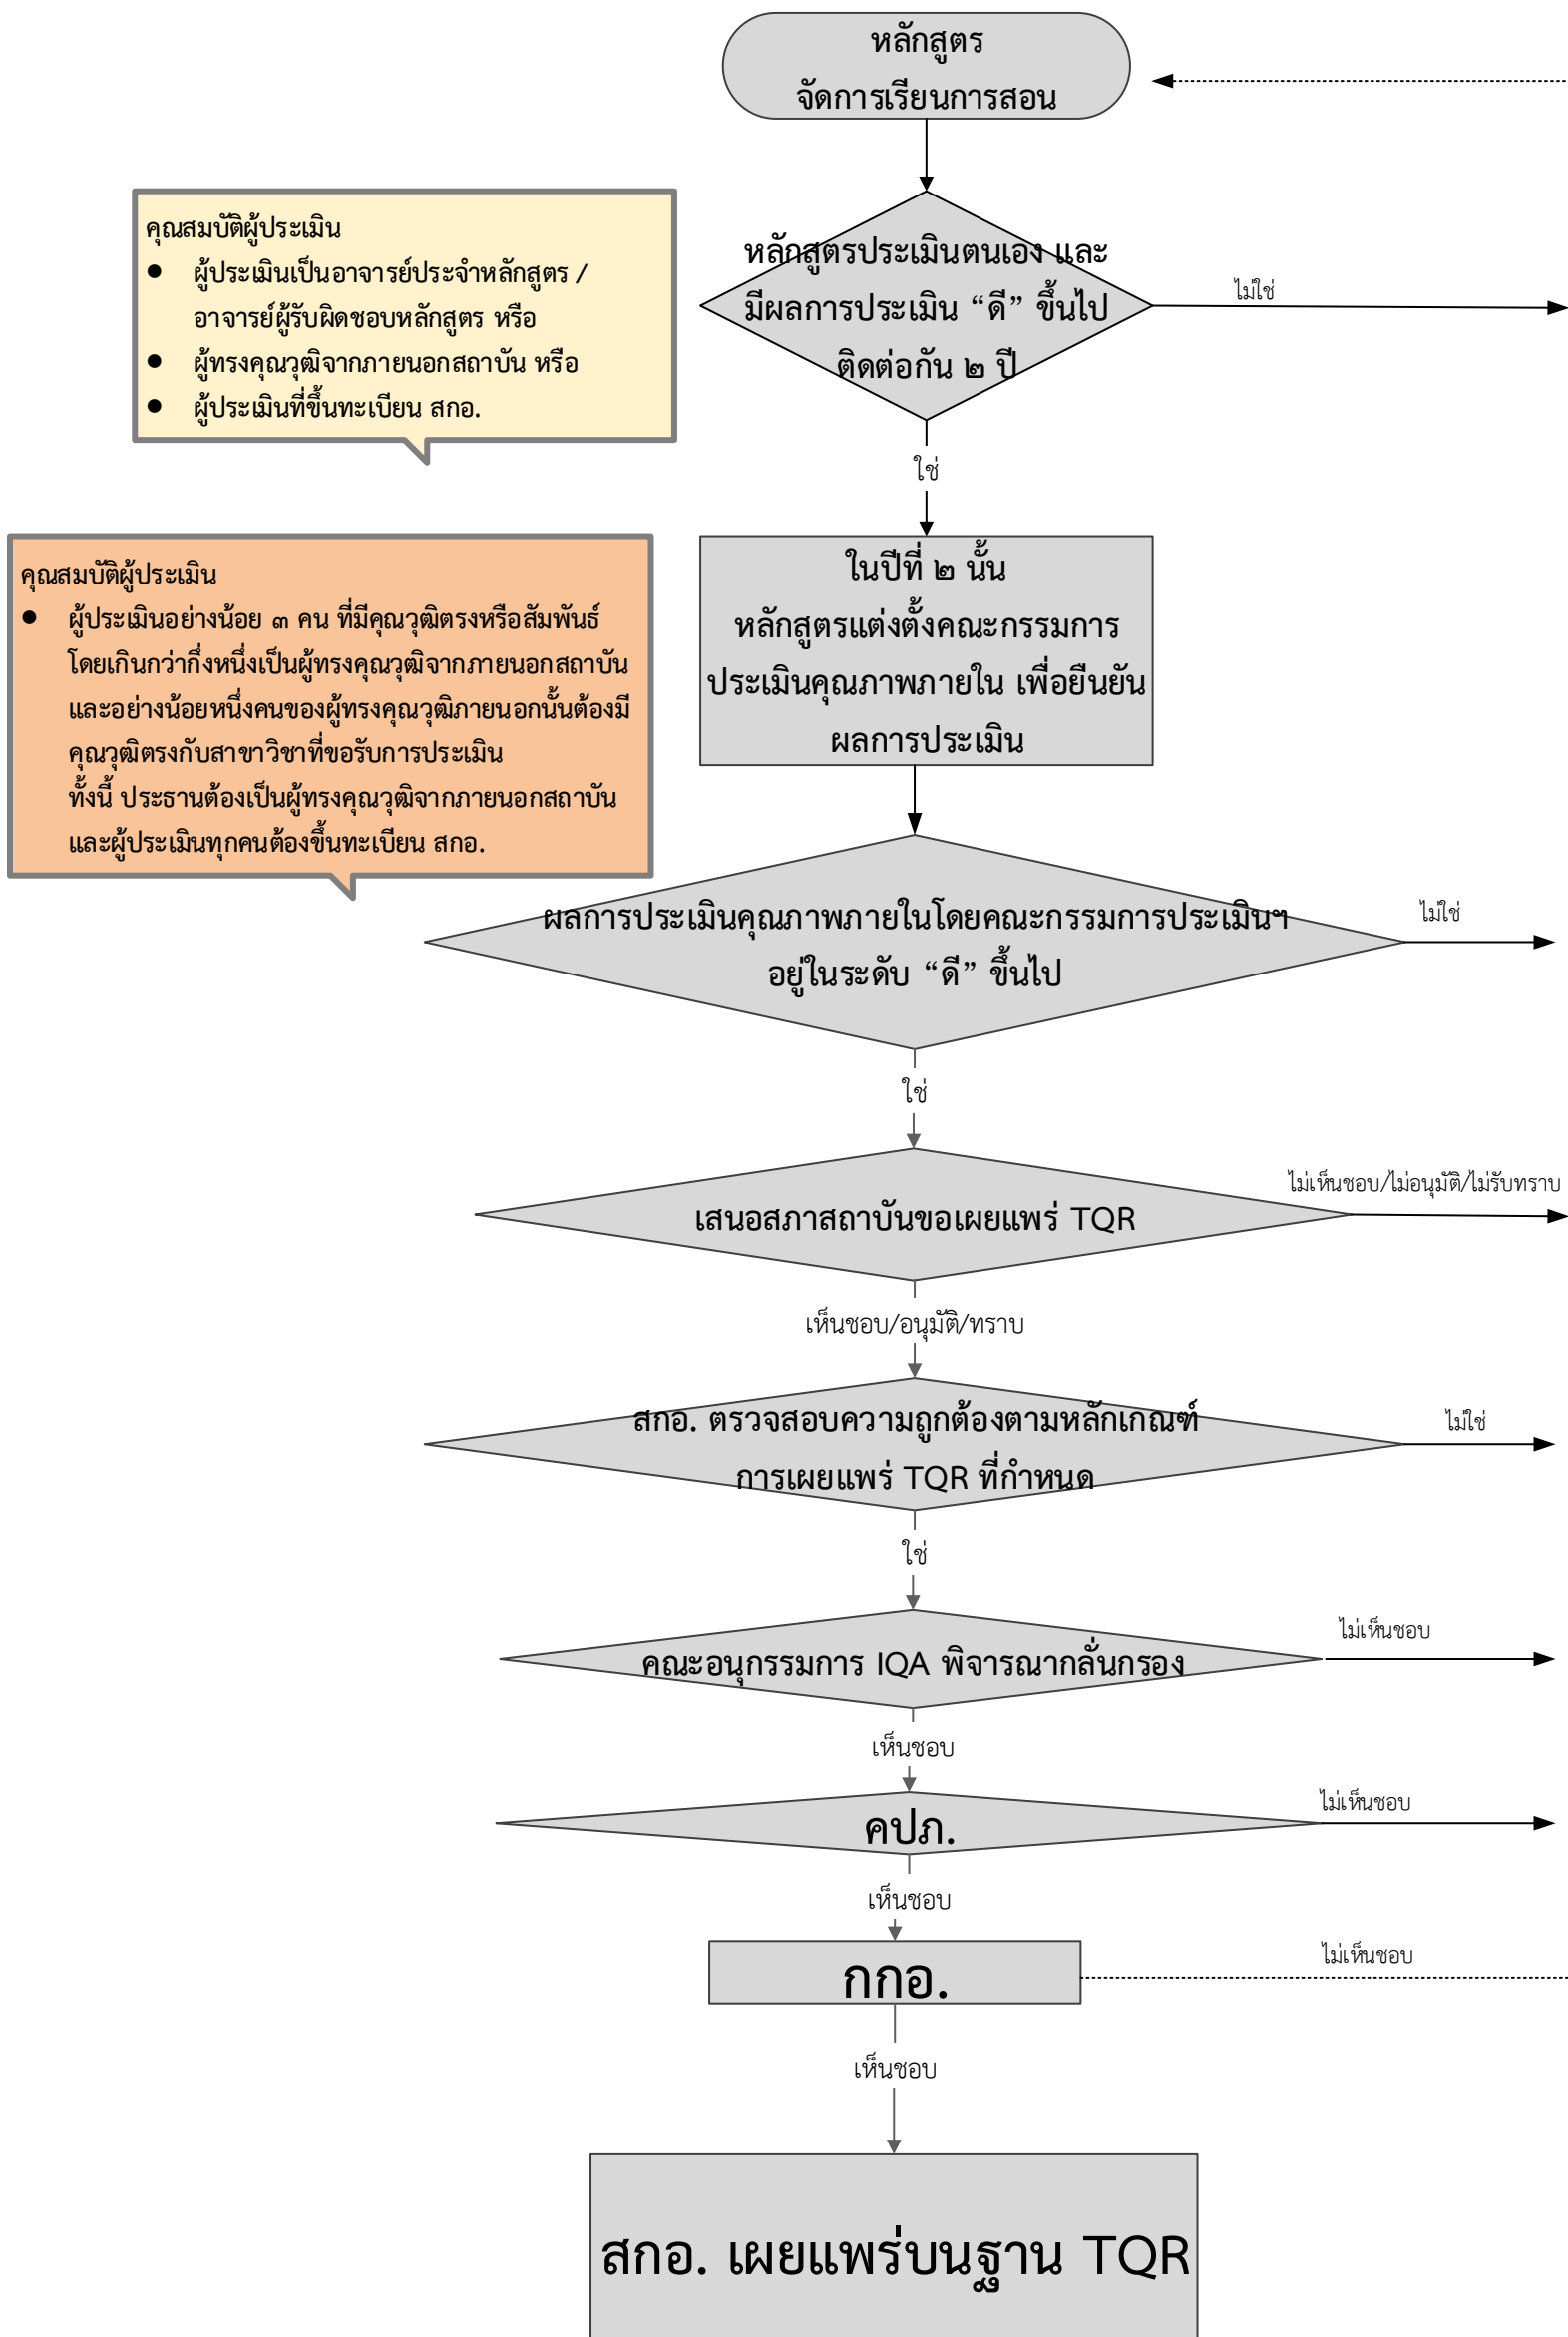 หลักสูตร
จัดการเรียนการสอน
คุณสมบัติผู้ประเมิน
● ผู้ประเมินเป็นอาจารย์ประจำหลักสูตร /
อาจารย์ผู้รับผิดชอบหลักสูตร หรือ
● ผู้ทรงคุณวุฒิจากภายนอกสถาบัน หรือ
● ผู้ประเมินที่ขึ้นทะเบียน สกอ.
หลักสูตรประเมินตนเอง และ
มีผลการประเมิน “ดี” ขึ้นไป
ติดต่อกัน ๒ ปี
ไม่ใช่
ใช่
คุณสมบัติผู้ประเมิน
● ผู้ประเมินอย่างน้อย ๓ คน ที่มีคุณวุฒิตรงหรือสัมพันธ์
โดยเกินกว่ากึ่งหนึ่งเป็นผู้ทรงคุณวุฒิจากภายนอกสถาบัน
และอย่างน้อยหนึ่งคนของผู้ทรงคุณวุฒิภายนอกนั้นต้องมี
คุณวุฒิตรงกับสาขาวิชาที่ขอรับการประเมิน
ทั้งนี้ ประธานต้องเป็นผู้ทรงคุณวุฒิจากภายนอกสถาบัน
และผู้ประเมินทุกคนต้องขึ้นทะเบียน สกอ.
ในปีที่ ๒ นั้น
หลักสูตรแต่งตั้งคณะกรรมการ
ประเมินคุณภาพภายใน เพื่อยืนยัน
ผลการประเมิน
ผลการประเมินคุณภาพภายในโดยคณะกรรมการประเมินฯ
อยู่ในระดับ “ดี” ขึ้นไป
ไม่ใช่
ใช่
เสนอสภาสถาบันขอเผยแพร่ TQR
ไม่เห็นชอบ/ไม่อนุมัติ/ไม่รับทราบ
เห็นชอบ/อนุมัติ/ทราบ
สกอ. ตรวจสอบความถูกต้องตามหลักเกณฑ์
การเผยแพร่ TQR ที่กำหนด
ไม่ใช่
ใช่
คณะอนุกรรมการ IQA พิจารณากลั่นกรอง
ไม่เห็นชอบ
เห็นชอบ
คปภ.
ไม่เห็นชอบ
เห็นชอบ
กกอ.
ไม่เห็นชอบ
เห็นชอบ
สกอ. เผยแพร่บนฐาน TQR